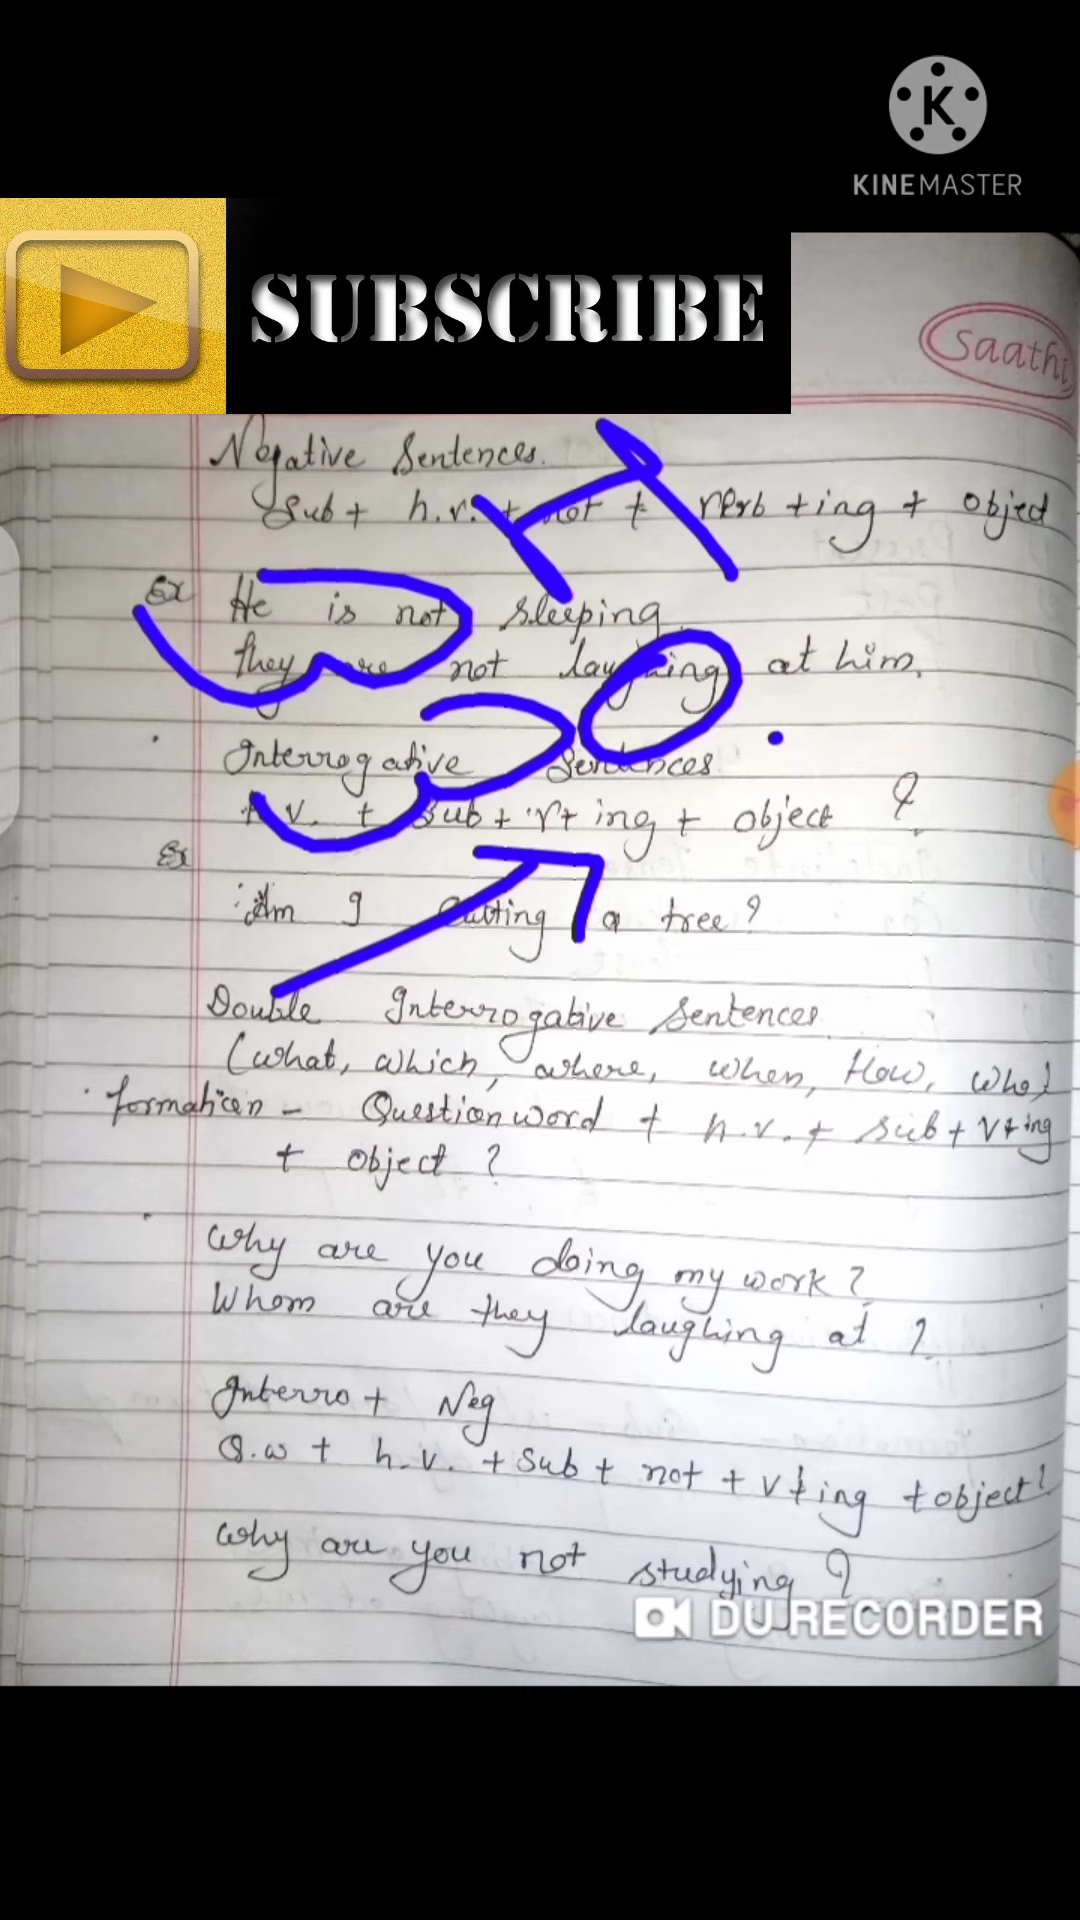 K
KINEMASTER
SUBSCRIBE
Saathi
Negative Sentences.
Sub + h.v. + not + verb + ing + object
Ex He is not sleeping
they are not laughing at him.
Interrogative Sentences
h.v. + Sub + v + ing + object ?
Ex
Am I cutting a tree?
Double Interrogative Sentences
(what, which, where, when, How, who)
formation - Question word + h.v. + sub + v + ing
+ object ?
Why are you doing my work?
Whom are they laughing at ?
Interro + Neg
Q.w + h.v. + Sub + not + v + ing + object?
Why are you not studying ?
DU RECORDER